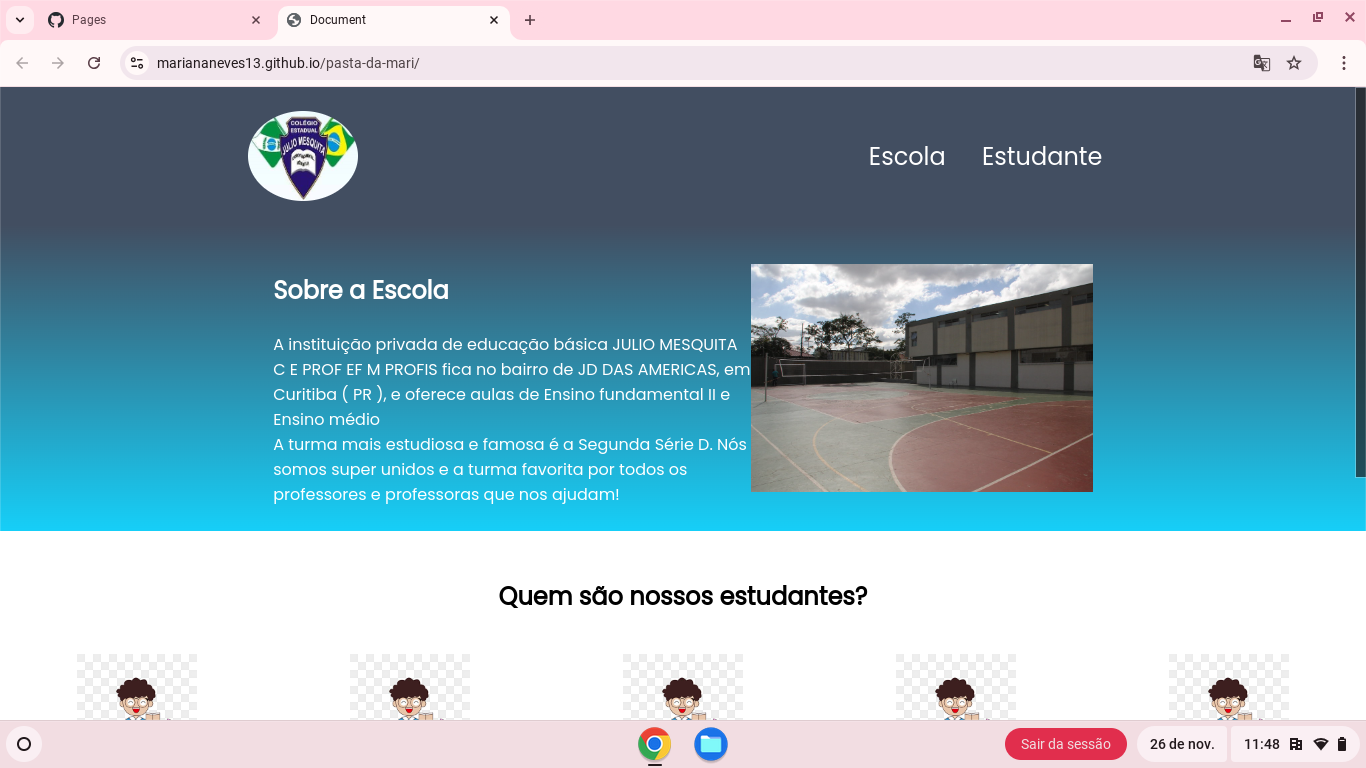 Pages
Document
mariananeves13.github.io/pasta-da-mari/
COLÉGIO
ESTADUAL
JULIO MESQUITA
Escola
Estudante
Sobre a Escola
A instituição privada de educação básica JULIO MESQUITA
C E PROF EF M PROFIS fica no bairro de JD DAS AMERICAS, em
Curitiba ( PR ), e oferece aulas de Ensino fundamental II e
Ensino médio
A turma mais estudiosa e famosa é a Segunda Série D. Nós
somos super unidos e a turma favorita por todos os
professores e professoras que nos ajudam!
Quem são nossos estudantes?
Sair da sessão
26 de nov.
11:48